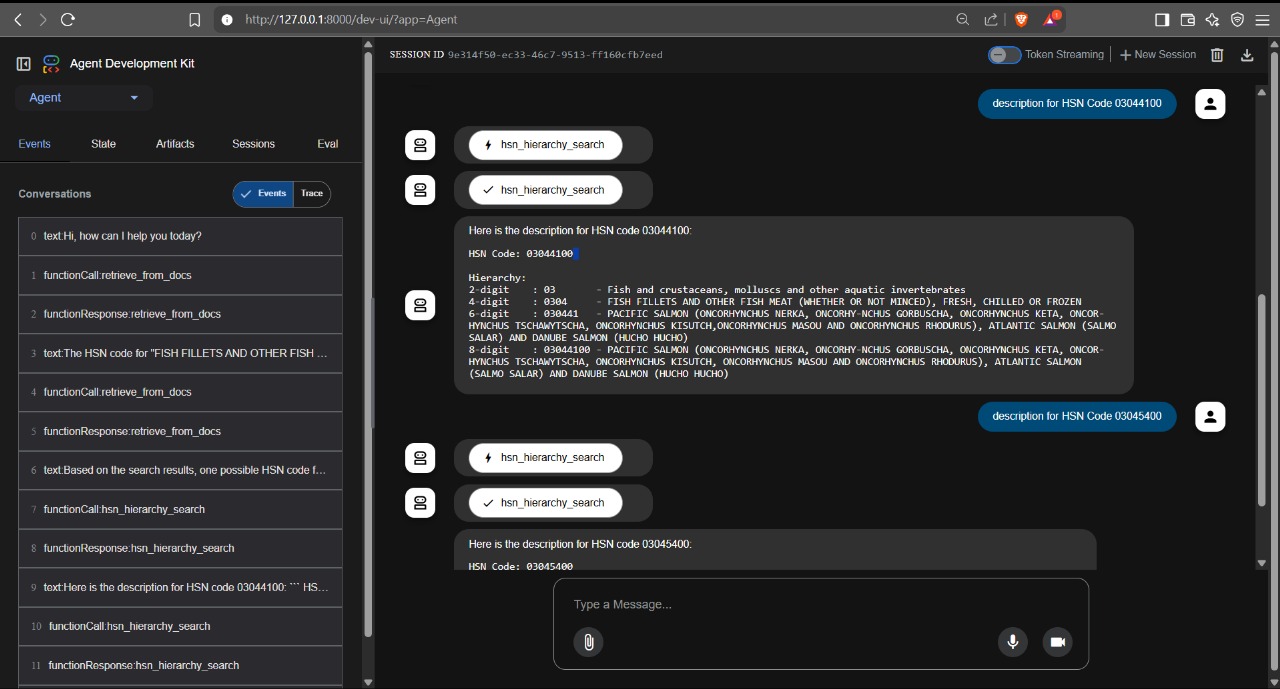 http://127.0.0.1:8000/dev-ui/?app=Agent
Agent Development Kit
Agent
Events State Artifacts Sessions Eval
Conversations
Events Trace
0 text:Hi, how can I help you today?
1 functionCall:retrieve_from_docs
2 functionResponse:retrieve_from_docs
3 text:The HSN code for "FISH FILLETS AND OTHER FISH ...
4 functionCall:retrieve_from_docs
5 functionResponse:retrieve_from_docs
6 text:Based on the search results, one possible HSN code f...
7 functionCall:hsn_hierarchy_search
8 functionResponse:hsn_hierarchy_search
9 text:Here is the description for HSN code 03044100: ``` HS...
10 functionCall:hsn_hierarchy_search
11 functionResponse:hsn_hierarchy_search
SESSION ID 9e314f50-ec33-46c7-9513-ff160cfb7eed
Token Streaming
+ New Session
description for HSN Code 03044100
hsn_hierarchy_search
hsn_hierarchy_search
Here is the description for HSN code 03044100:
HSN Code: 03044100
Hierarchy:
2-digit : 03 - Fish and crustaceans, molluscs and other aquatic invertebrates
4-digit : 0304 - FISH FILLETS AND OTHER FISH MEAT (WHETHER OR NOT MINCED), FRESH, CHILLED OR FROZEN
6-digit : 030441 - PACIFIC SALMON (ONCORHYNCHUS NERKA, ONCORHY-NCHUS GORBUSCHA, ONCORHYNCHUS KETA, ONCOR-
HYNCHUS TSCHAWYTSCHA, ONCORHYNCHUS KISUTCH,ONCORHYNCHUS MASOU AND ONCORHYNCHUS RHODURUS), ATLANTIC SALMON (SALMO
SALAR) AND DANUBE SALMON (HUCHO HUCHO)
8-digit : 03044100 - PACIFIC SALMON (ONCORHYNCHUS NERKA, ONCORHY-NCHUS GORBUSCHA, ONCORHYNCHUS KETA, ONCOR-
HYNCHUS TSCHAWYTSCHA, ONCORHYNCHUS KISUTCH, ONCORHYNCHUS MASOU AND ONCORHYNCHUS RHODURUS), ATLANTIC SALMON
(SALMO SALAR) AND DANUBE SALMON (HUCHO HUCHO)
description for HSN Code 03045400
hsn_hierarchy_search
hsn_hierarchy_search
Here is the description for HSN code 03045400:
HSN Code: 03045400
Type a Message...